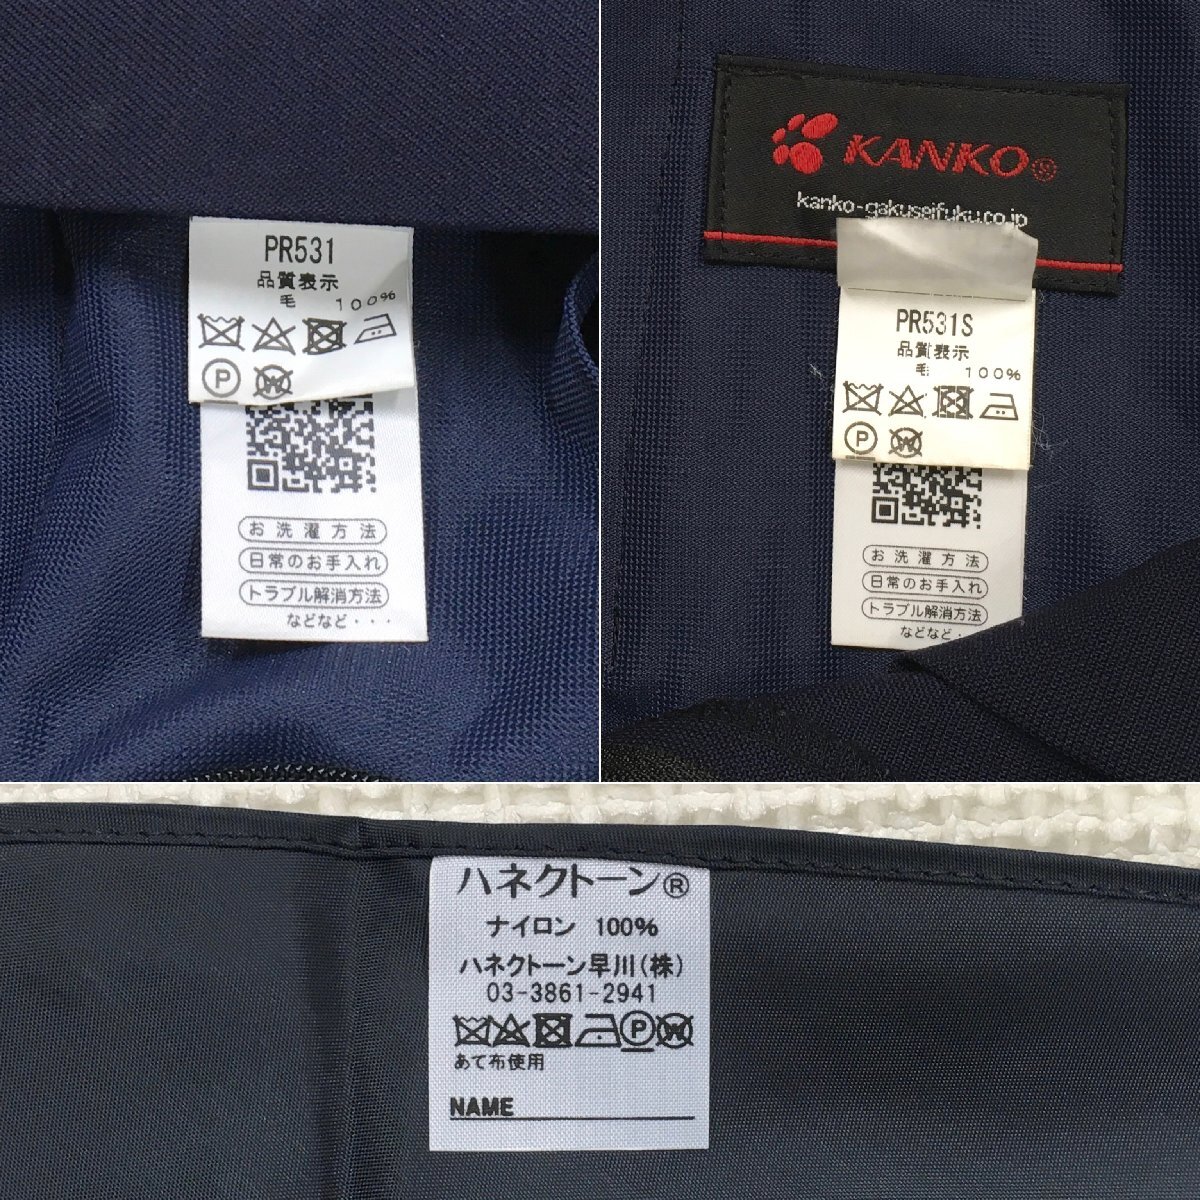 PR531
品質表示
毛 100%
P
W
お洗濯方法
日常のお手入れ
トラブル解消方法
などなど・・・
KANKO®
kanko-gakuseifuku.co.jp
PR531S
品質表示
毛 100%
P
W
お洗濯方法
日常のお手入れ
トラブル解消方法
などなど・
ハネクトーン®
ナイロン 100%
ハネクトーン早川(株)
03-3861-2941
P W
あて布使用
NAME